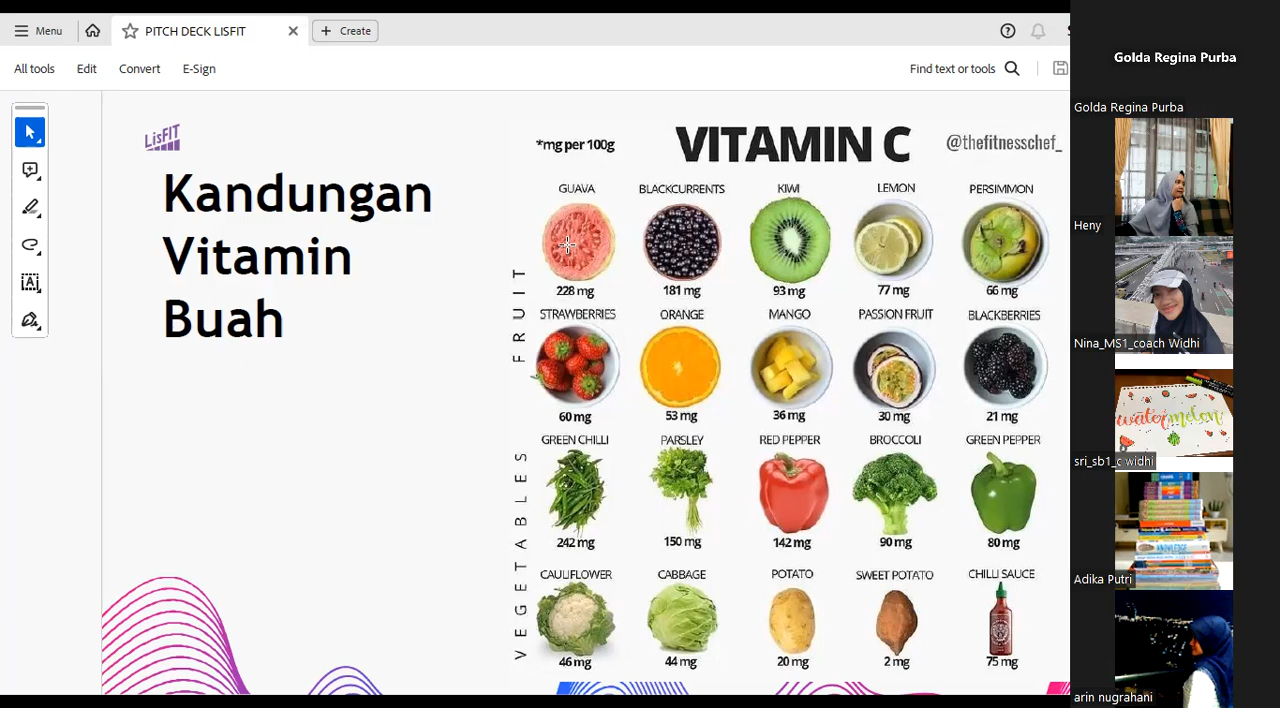 Menu
PITCH DECK LISFIT
Create
All tools
Edit
Convert
E-Sign
Find text or tools
LisFIT
Kandungan
Vitamin
Buah
*mg per 100g
VITAMIN C
@thefitnesschef_
FRUIT
GUAVA BLACKCURRENTS KIWI LEMON PERSIMMON
228 mg 181 mg 93 mg 77 mg 66 mg
STRAWBERRIES ORANGE MANGO PASSION FRUIT BLACKBERRIES
60 mg 53 mg 36 mg 30 mg 21 mg
VEGETABLES
GREEN CHILLI PARSLEY RED PEPPER BROCCOLI GREEN PEPPER
242 mg 150 mg 142 mg 90 mg 80 mg
CAULIFLOWER CABBAGE POTATO SWEET POTATO CHILLI SAUCE
46 mg 44 mg 20 mg 2 mg 75 mg
Golda Regina Purba
Golda Regina Purba
Heny
Nina_MS1_coach Widhi
watermelon
sri_sb1_c widhi
KNOWLEDGE
Adika Putri
arin nugrahani